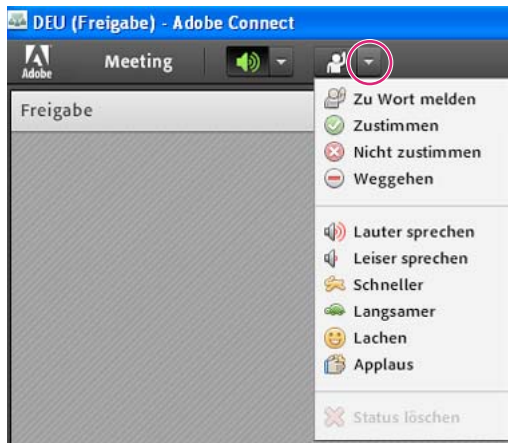 DEU (Freigabe) - Adobe Connect
Adobe
Meeting
Freigabe
Zu Wort melden
Zustimmen
Nicht zustimmen
Weggehen
Lauter sprechen
Leiser sprechen
Schneller
Langsamer
Lachen
Applaus
Status löschen